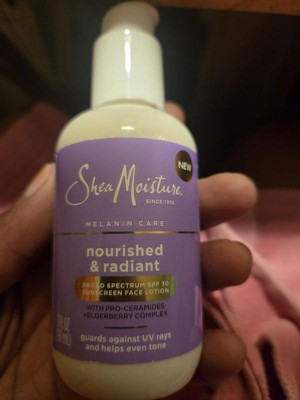 NEW
Shea Moisture
SINCE 1912
MELANIN CARE
nourished
& radiant
BROAD SPECTRUM SPF 30
SUNSCREEN FACE LOTION
WITH PRO-CERAMIDES
+ELDERBERRY COMPLEX
guards against UV rays
and helps even tone